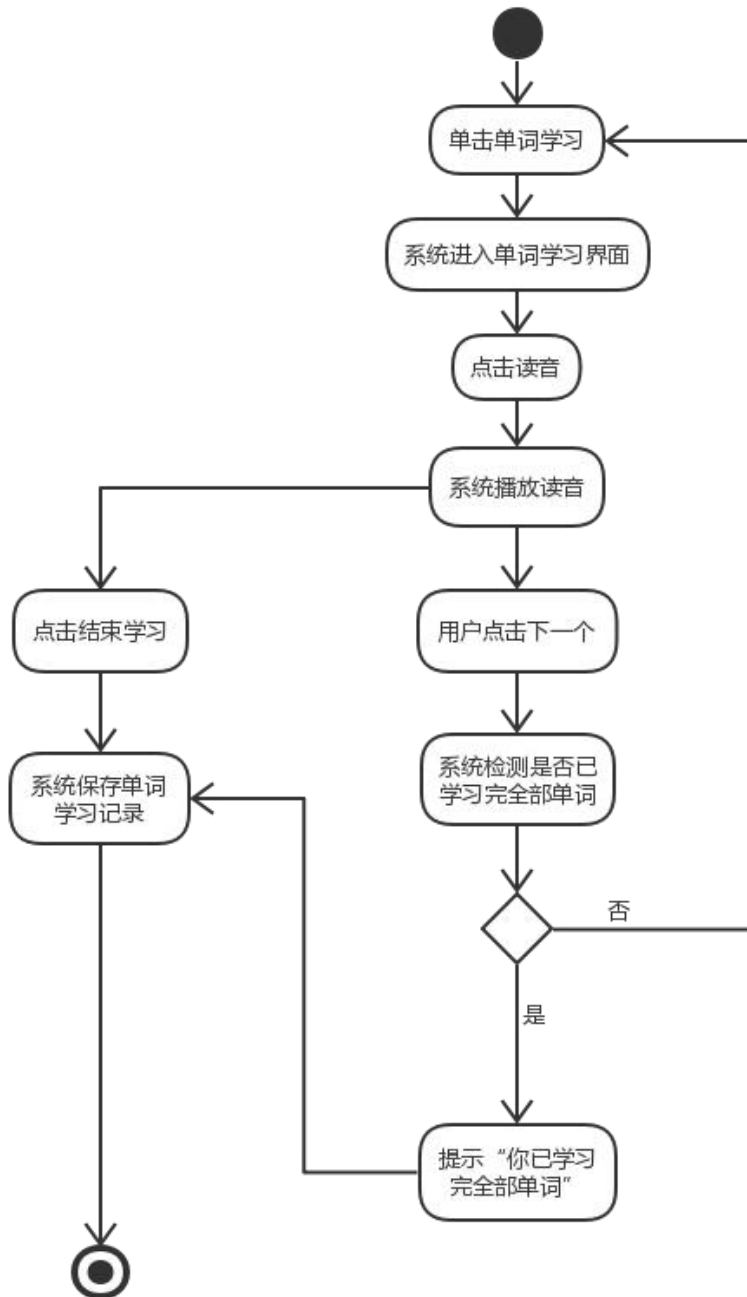 单击单词学习
系统进入单词学习界面
点击读音
系统播放读音
点击结束学习
用户点击下一个
系统保存单词
学习记录
系统检测是否已
学习完全部单词
否
是
提示“你已学习
完全部单词”